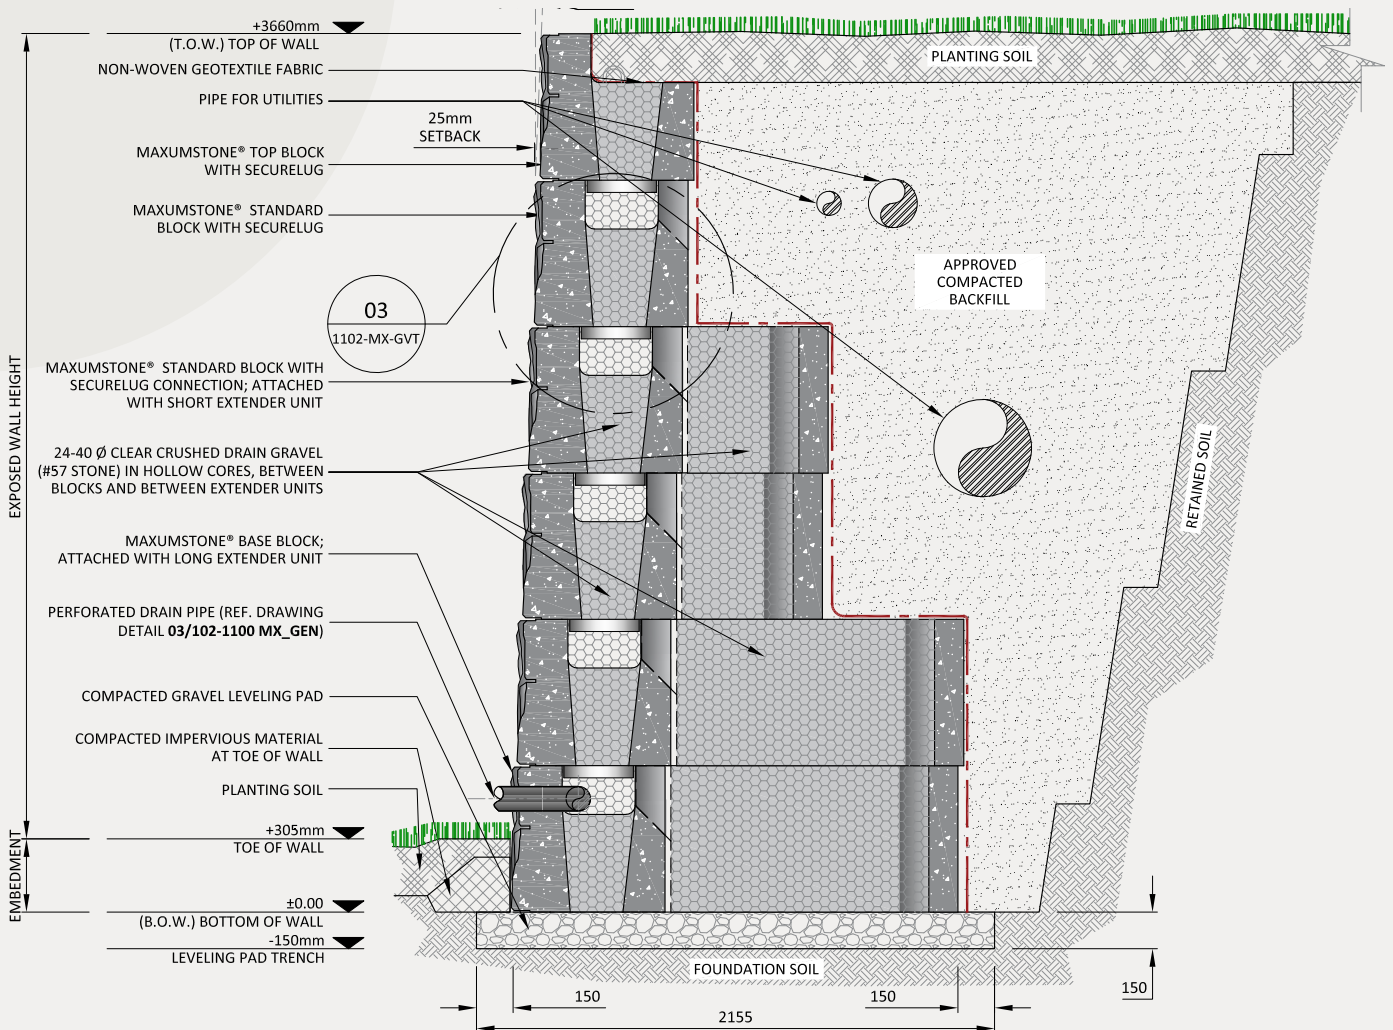 +3660mm
(T.O.W.) TOP OF WALL
NON-WOVEN GEOTEXTILE FABRIC
PIPE FOR UTILITIES
25mm
SETBACK
MAXUMSTONE® TOP BLOCK
WITH SECURELUG
MAXUMSTONE® STANDARD
BLOCK WITH SECURELUG
03
1102-MX-GVT
MAXUMSTONE® STANDARD BLOCK WITH
SECURELUG CONNECTION; ATTACHED
WITH SHORT EXTENDER UNIT
24-40 Ø CLEAR CRUSHED DRAIN GRAVEL
(#57 STONE) IN HOLLOW CORES, BETWEEN
BLOCKS AND BETWEEN EXTENDER UNITS
MAXUMSTONE® BASE BLOCK;
ATTACHED WITH LONG EXTENDER UNIT
PERFORATED DRAIN PIPE (REF. DRAWING
DETAIL 03/102-1100 MX_GEN)
COMPACTED GRAVEL LEVELING PAD
COMPACTED IMPERVIOUS MATERIAL
AT TOE OF WALL
PLANTING SOIL
+305mm
TOE OF WALL
±0.00
(B.O.W.) BOTTOM OF WALL
-150mm
LEVELING PAD TRENCH
EXPOSED WALL HEIGHT
EMBEDMENT
PLANTING SOIL
APPROVED
COMPACTED
BACKFILL
RETAINED SOIL
FOUNDATION SOIL
150
150
150
2155